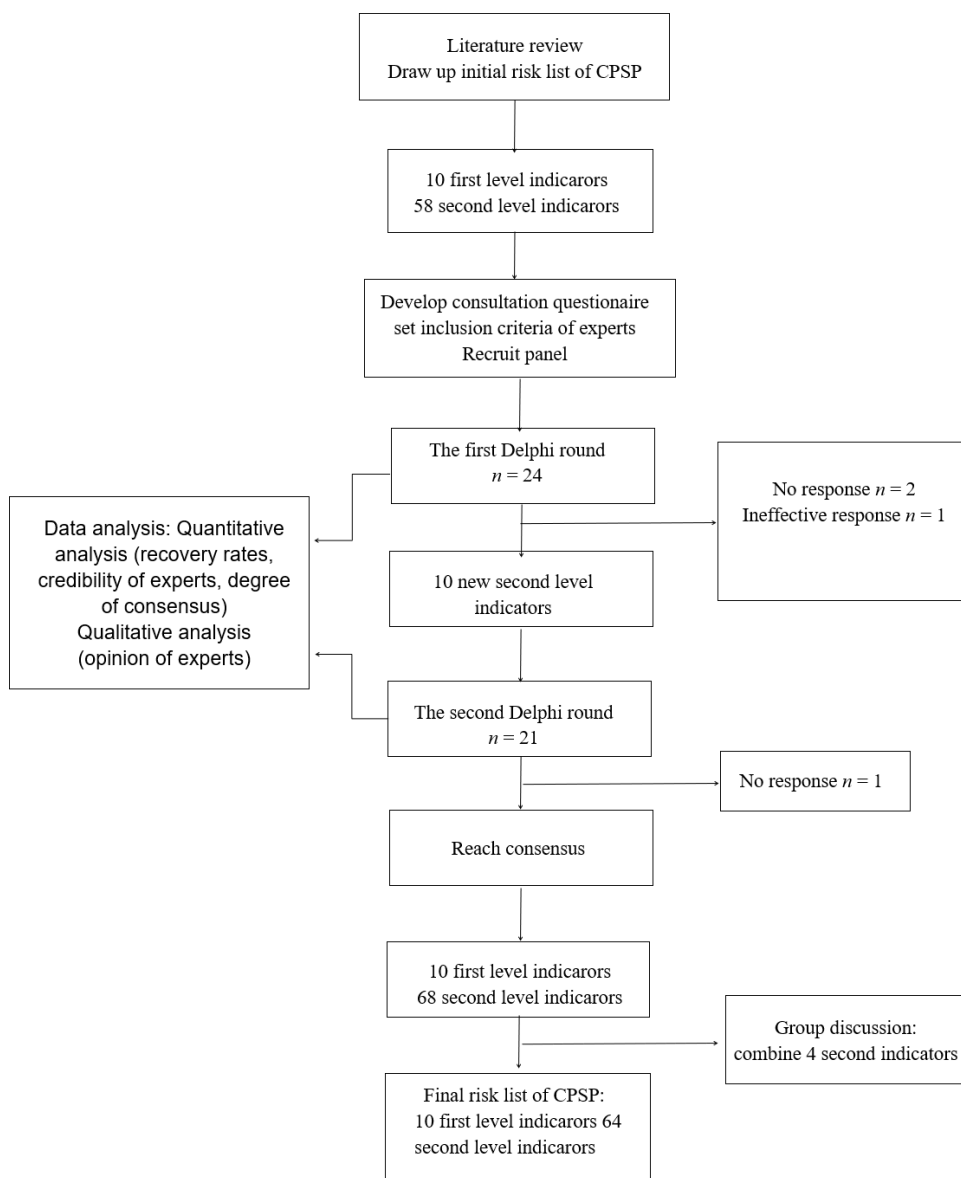 Literature review
Draw up initial risk list of CPSP
10 first level indicarors
58 second level indicarors
Develop consultation questionaire
set inclusion criteria of experts
Recruit panel
The first Delphi round
n = 24
No response n = 2
Ineffective response n = 1
Data analysis: Quantitative
analysis (recovery rates,
credibility of experts, degree
of consensus)
Qualitative analysis
(opinion of experts)
10 new second level
indicators
The second Delphi round
n = 21
No response n = 1
Reach consensus
10 first level indicarors
68 second level indicarors
Group discussion:
combine 4 second indicators
Final risk list of CPSP:
10 first level indicarors 64
second level indicarors